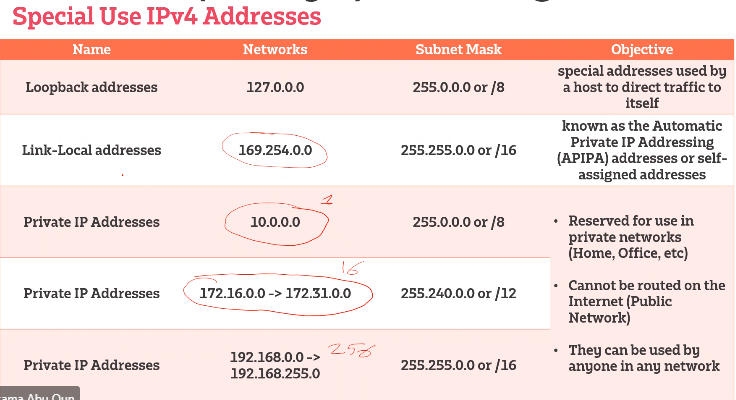 Special Use IPv4 Addresses
Name Networks Subnet Mask Objective
Loopback addresses 127.0.0.0 255.0.0.0 or /8
special addresses used by
a host to direct traffic to
itself
Link-Local addresses 169.254.0.0 255.255.0.0 or /16
known as the Automatic
Private IP Addressing
(APIPA) addresses or self-
assigned addresses
1
Private IP Addresses 10.0.0.0 255.0.0.0 or /8
16
Private IP Addresses 172.16.0.0 -> 172.31.0.0 255.240.0.0 or /12
256
Private IP Addresses
192.168.0.0 ->
192.168.255.0
255.255.0.0 or /16
• Reserved for use in
private networks
(Home, Office, etc)
• Cannot be routed on the
Internet (Public
Network)
• They can be used by
anyone in any network